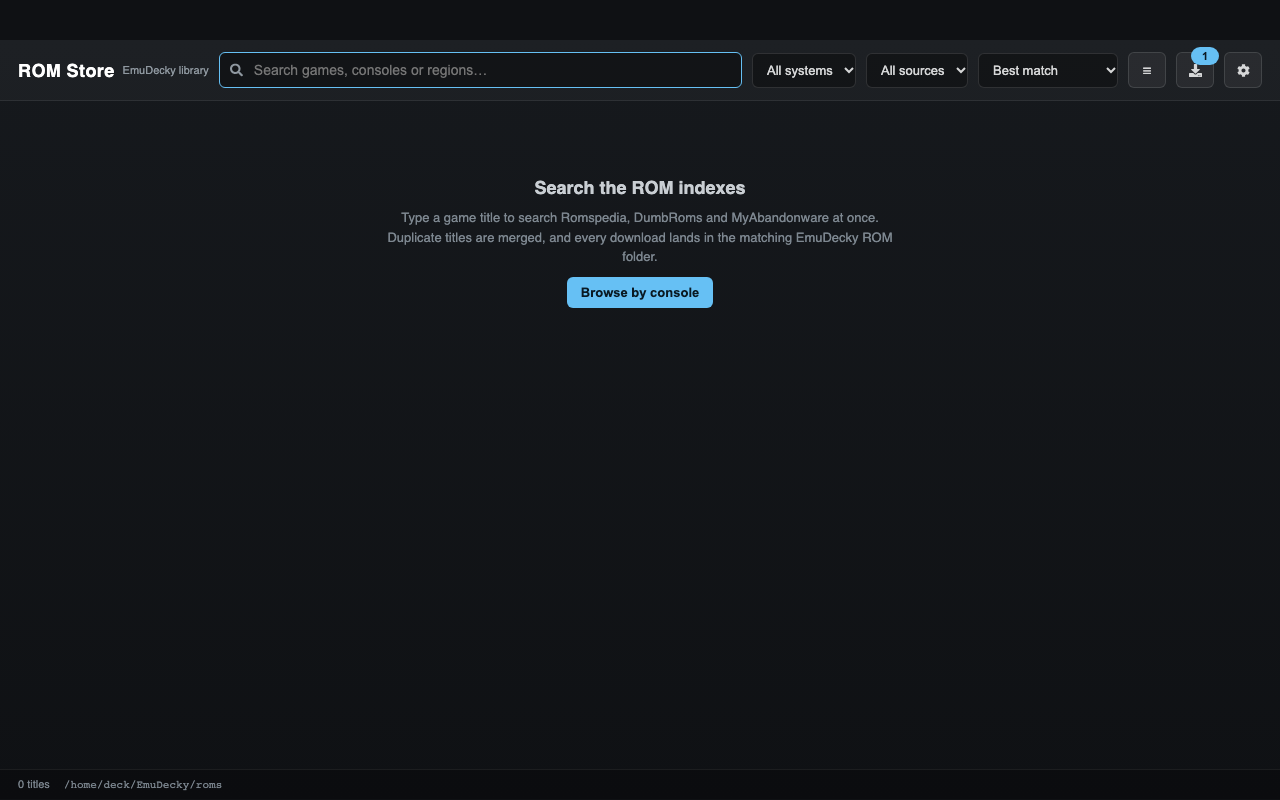 ROM Store EmuDecky library Search games, consoles or regions… All systems All sources Best match 1
Search the ROM indexes
Type a game title to search Romspedia, DumbRoms and MyAbandonware at once.
Duplicate titles are merged, and every download lands in the matching EmuDecky ROM
folder.
Browse by console
0 titles /home/deck/EmuDecky/roms